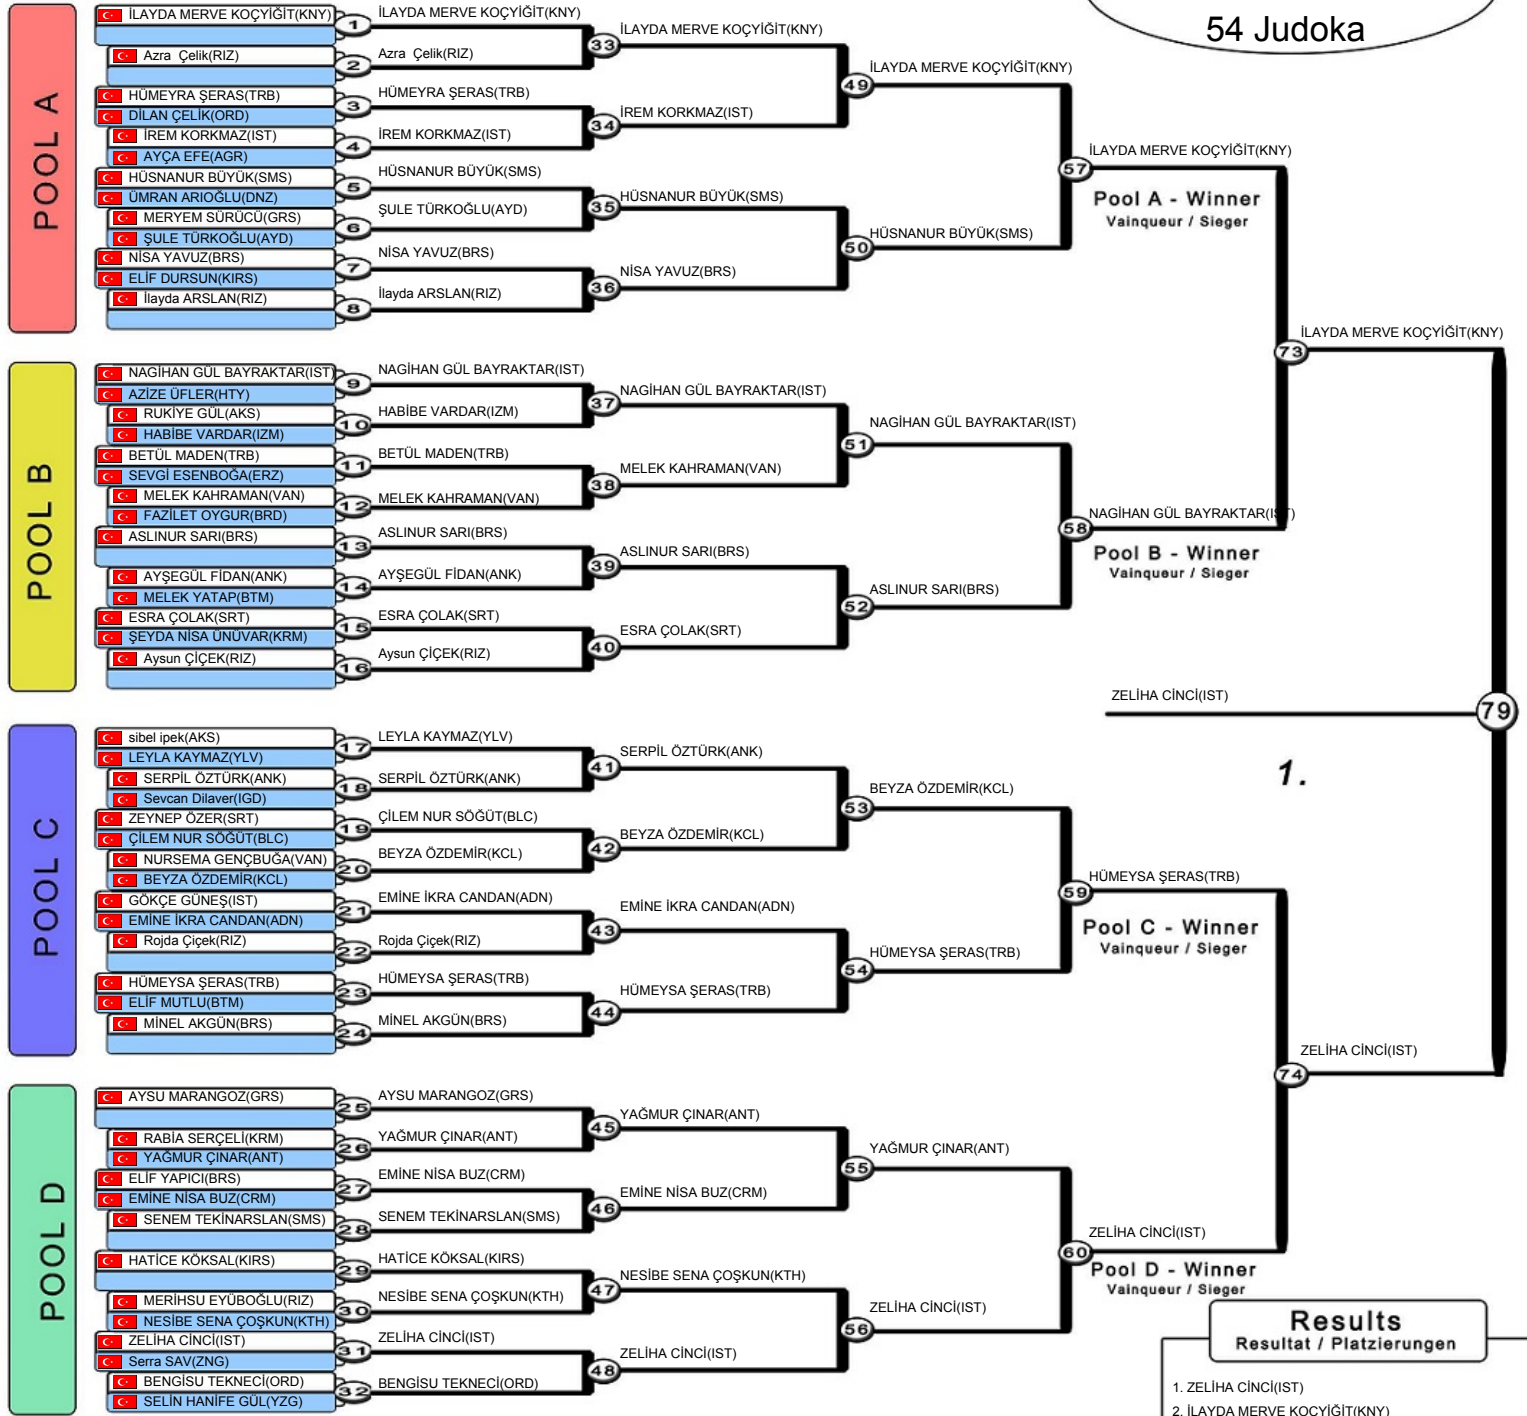 54 Judoka
POOL A
İLAYDA MERVE KOÇYİĞİT(KNY)
Azra Çelik(RIZ)
HÜMEYRA ŞERAS(TRB)
DİLAN ÇELİK(ORD)
İREM KORKMAZ(IST)
AYÇA EFE(AGR)
HÜSNANUR BÜYÜK(SMS)
ÜMRAN ARIOĞLU(DNZ)
MERYEM SÜRÜCÜ(GRS)
ŞULE TÜRKOĞLU(AYD)
NİSA YAVUZ(BRS)
ELİF DURSUN(KIRS)
İlayda ARSLAN(RIZ)
1
2
3
4
5
6
7
8
İLAYDA MERVE KOÇYİĞİT(KNY)
Azra Çelik(RIZ)
HÜMEYRA ŞERAS(TRB)
İREM KORKMAZ(IST)
HÜSNANUR BÜYÜK(SMS)
ŞULE TÜRKOĞLU(AYD)
NİSA YAVUZ(BRS)
İlayda ARSLAN(RIZ)
33
34
35
36
İLAYDA MERVE KOÇYİĞİT(KNY)
İREM KORKMAZ(IST)
HÜSNANUR BÜYÜK(SMS)
NİSA YAVUZ(BRS)
49
50
İLAYDA MERVE KOÇYİĞİT(KNY)
HÜSNANUR BÜYÜK(SMS)
57
İLAYDA MERVE KOÇYİĞİT(KNY)
Pool A - Winner
Vainqueur / Sieger
POOL B
NAGİHAN GÜL BAYRAKTAR(IST)
AZİZE ÜFLER(HTY)
RUKİYE GÜL(AKS)
HABİBE VARDAR(IZM)
BETÜL MADEN(TRB)
SEVGİ ESENBOĞA(ERZ)
MELEK KAHRAMAN(VAN)
FAZİLET OYGUR(BRD)
ASLINUR SARI(BRS)
AYŞEGÜL FİDAN(ANK)
MELEK YATAP(BTM)
ESRA ÇOLAK(SRT)
ŞEYDA NİSA ÜNÜVAR(KRM)
Aysun ÇİÇEK(RIZ)
9
10
11
12
13
14
15
16
NAGİHAN GÜL BAYRAKTAR(IST)
HABİBE VARDAR(IZM)
BETÜL MADEN(TRB)
MELEK KAHRAMAN(VAN)
ASLINUR SARI(BRS)
AYŞEGÜL FİDAN(ANK)
ESRA ÇOLAK(SRT)
Aysun ÇİÇEK(RIZ)
37
38
39
40
NAGİHAN GÜL BAYRAKTAR(IST)
MELEK KAHRAMAN(VAN)
ASLINUR SARI(BRS)
ESRA ÇOLAK(SRT)
51
52
NAGİHAN GÜL BAYRAKTAR(IST)
ASLINUR SARI(BRS)
58
NAGİHAN GÜL BAYRAKTAR(IST)
Pool B - Winner
Vainqueur / Sieger
73
İLAYDA MERVE KOÇYİĞİT(KNY)
ZELİHA CİNCİ(IST)
79
1.
POOL C
sibel ipek(AKS)
LEYLA KAYMAZ(YLV)
SERPİL ÖZTÜRK(ANK)
Sevcan Dilaver(IGD)
ZEYNEP ÖZER(SRT)
ÇİLEM NUR SÖĞÜT(BLC)
NURSEMA GENÇBUĞA(VAN)
BEYZA ÖZDEMİR(KCL)
GÖKÇE GÜNEŞ(IST)
EMİNE İKRA CANDAN(ADN)
Rojda Çiçek(RIZ)
HÜMEYSA ŞERAS(TRB)
ELİF MUTLU(BTM)
MİNEL AKGÜN(BRS)
17
18
19
20
21
22
23
24
LEYLA KAYMAZ(YLV)
SERPİL ÖZTÜRK(ANK)
ÇİLEM NUR SÖĞÜT(BLC)
BEYZA ÖZDEMİR(KCL)
EMİNE İKRA CANDAN(ADN)
Rojda Çiçek(RIZ)
HÜMEYSA ŞERAS(TRB)
MİNEL AKGÜN(BRS)
41
42
43
44
SERPİL ÖZTÜRK(ANK)
BEYZA ÖZDEMİR(KCL)
EMİNE İKRA CANDAN(ADN)
HÜMEYSA ŞERAS(TRB)
53
54
BEYZA ÖZDEMİR(KCL)
HÜMEYSA ŞERAS(TRB)
59
HÜMEYSA ŞERAS(TRB)
Pool C - Winner
Vainqueur / Sieger
74
ZELİHA CİNCİ(IST)
POOL D
AYSU MARANGOZ(GRS)
RABİA SERÇELİ(KRM)
YAĞMUR ÇINAR(ANT)
ELİF YAPICI(BRS)
EMİNE NİSA BUZ(CRM)
SENEM TEKİNARSLAN(SMS)
HATİCE KÖKSAL(KIRS)
MERİHSU EYÜBOĞLU(RIZ)
NESİBE SENA ÇOŞKUN(KTH)
ZELİHA CİNCİ(IST)
Serra SAV(ZNG)
BENGİSU TEKNECİ(ORD)
SELİN HANİFE GÜL(YZG)
25
26
27
28
29
30
31
32
AYSU MARANGOZ(GRS)
YAĞMUR ÇINAR(ANT)
EMİNE NİSA BUZ(CRM)
SENEM TEKİNARSLAN(SMS)
HATİCE KÖKSAL(KIRS)
NESİBE SENA ÇOŞKUN(KTH)
ZELİHA CİNCİ(IST)
BENGİSU TEKNECİ(ORD)
45
46
47
48
YAĞMUR ÇINAR(ANT)
EMİNE NİSA BUZ(CRM)
NESİBE SENA ÇOŞKUN(KTH)
ZELİHA CİNCİ(IST)
55
56
YAĞMUR ÇINAR(ANT)
ZELİHA CİNCİ(IST)
60
ZELİHA CİNCİ(IST)
Pool D - Winner
Vainqueur / Sieger
Results
Resultat / Platzierungen
1. ZELİHA CİNCİ(IST)
2. İLAYDA MERVE KOÇYİĞİT(KNY)